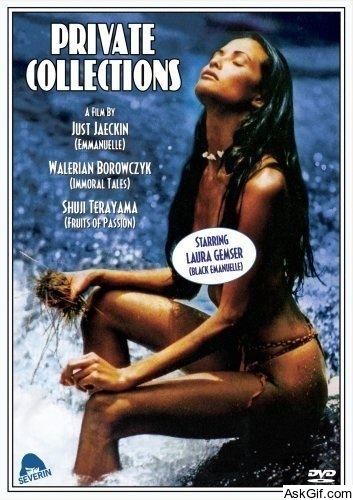 PRIVATE
COLLECTIONS
A FILM BY
JUST JAECKIN
(EMMANUELLE)
WALERIAN BOROWCZYK
(IMMORAL TALES)
SHUJI TERAYAMA
(FRUITS OF PASSION)
STARRING
LAURA GEMSER
(BLACK EMANUELLE)
SEVERIN
DVD
AskGif.com